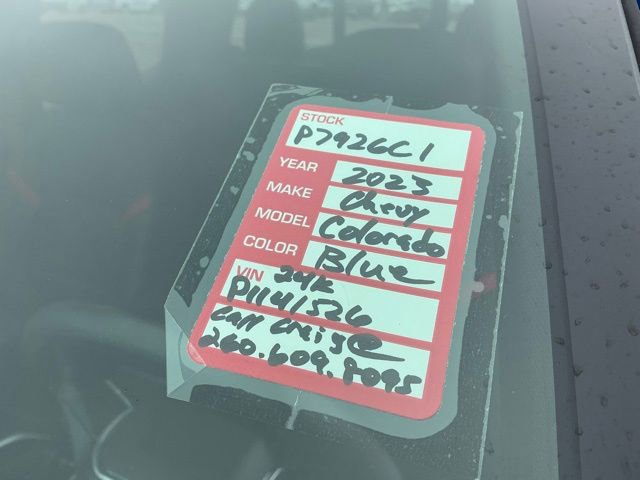 STOCK
P7926C1
YEAR 2023
MAKE Chevy
MODEL Colorado
COLOR Blue
VIN 24k
P1141526
Call Craig @
260.609.8095